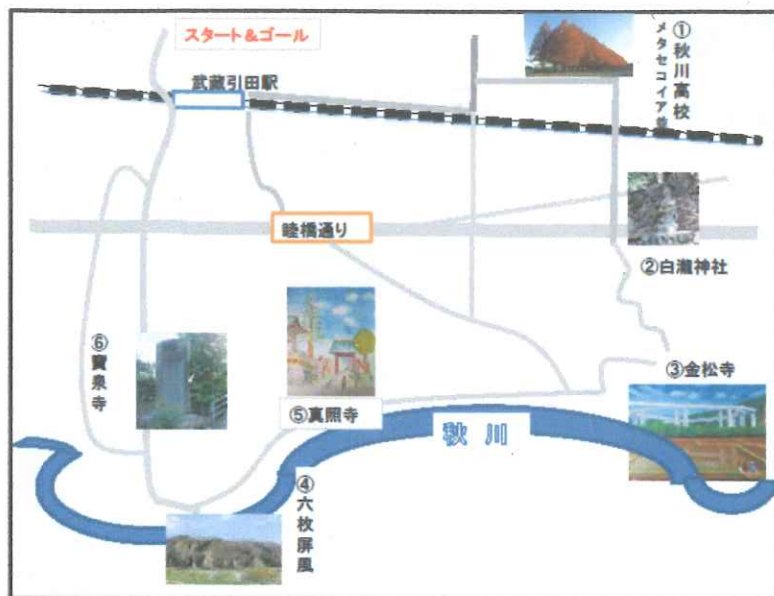 スタート＆ゴール
武蔵引田駅
①秋川高校
メタセコイア並
睦橋通り
②白瀧神社
⑥寶泉寺
③金松寺
⑤真照寺
秋川
④六枚屏風